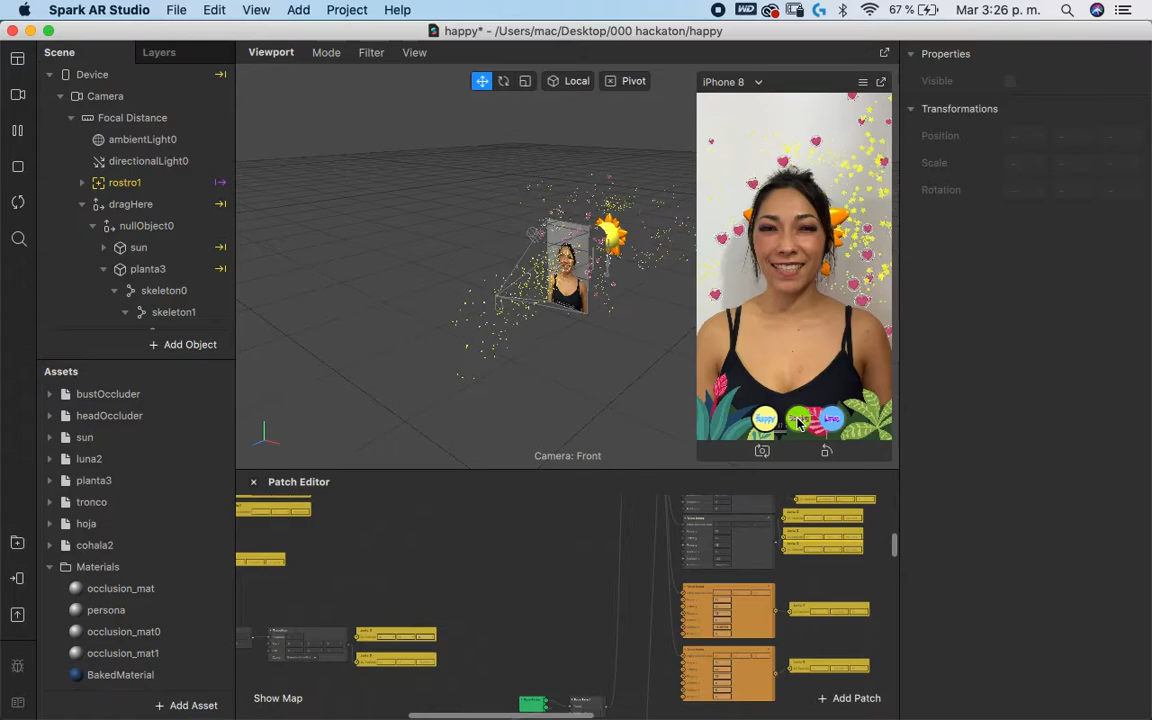 Spark AR Studio File Edit View Add Project Help 67 % Mar 3:26 p. m.
happy* - /Users/mac/Desktop/000 hackaton/happy
Scene Layers
Device
Camera
Focal Distance
ambientLight0
directionalLight0
rostro1
dragHere
nullObject0
sun
planta3
skeleton0
skeleton1
Add Object
Assets
bustOccluder
headOccluder
sun
luna2
planta3
tronco
hoja
cohala2
Materials
occlusion_mat
persona
occlusion_mat0
occlusion_mat1
BakedMaterial
Add Asset
Viewport Mode Filter View
Local Pivot
iPhone 8
Happy
Love
Camera: Front
Patch Editor
Show Map
Add Patch
Properties
Visible
Transformations
Position
Scale
Rotation